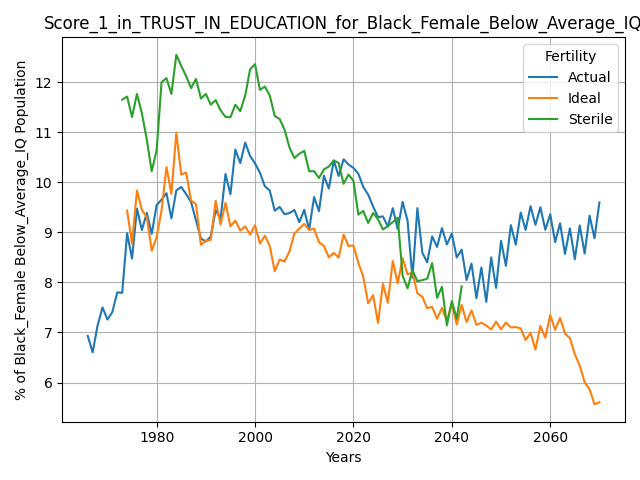 Score_1_in_TRUST_IN_EDUCATION_for_Black_Female_Below_Average_IQ
Fertility
Actual
Ideal
Sterile
% of Black_Female Below_Average_IQ Population
12
11
10
9
8
7
6
1980
2000
2020
2040
2060
Years